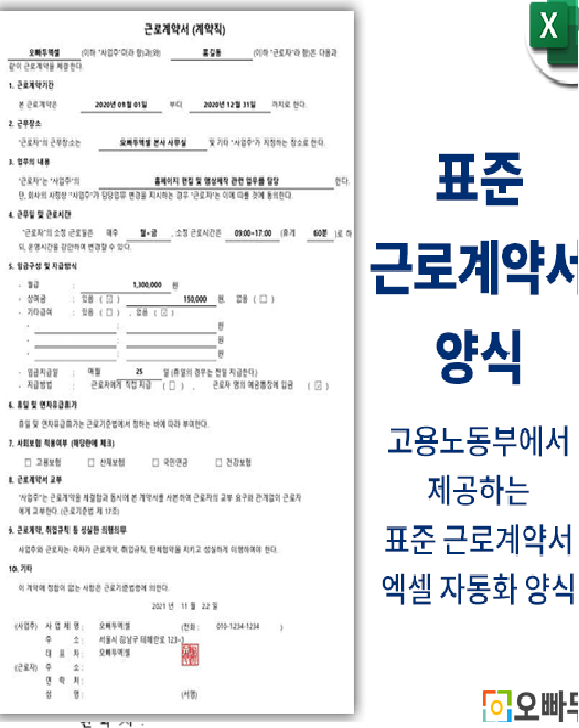 근로계약서 (계약직)
오빠두엑셀 (이하 "사업주"이라 함)과(와) 홍길동 (이하 "근로자"라 함)은 다음과
같이 근로계약을 체결한다.
1. 근로계약기간
본 근로계약은 2020년 01월 01일 부터 2020년 12월 31일 까지로 한다.
2. 근무장소
"근로자"의 근무장소는 오빠두엑셀 본사 사무실 및 기타 "사업주"가 지정하는 장소로 한다.
3. 업무의 내용
"근로자"는 "사업주"의 홈페이지 편집 및 영상제작 관련 업무를 담당 한다.
단, 회사의 사정상 "사업주"가 담당업무 변경을 지시하는 경우 "근로자"는 이에 따를 것에 동의한다.
4. 근무일 및 근로시간
"근로자"의 소정 근로일은 매주 월~금 , 소정 근로시간은 09:00~17:00 (휴게 60분 )로 하
되, 운영시간을 감안하여 변경할 수 있다.
5. 임금구성 및 지급방식
- 월급 : 1,300,000 원
- 상여금 : 있음 ( ☑ ) 150,000 원, 없음 ( ☐ )
- 기타급여 : 있음 ( ☐ ) , 없음 ( ☑ )
- : 원
- : 원
- : 원
- 임금지급일 : 매월 25 일 (휴일의 경우는 전일 지급한다)
- 지급방법 : 근로자에게 직접지급 ( ☐ ) , 근로자 명의 예금통장에 입금 ( ☑ )
6. 휴일 및 연차유급휴가
휴일 및 연차유급휴가는 근로기준법에서 정하는 바에 따라 부여한다.
7. 사회보험 적용여부 (해당란에 체크)
☐ 고용보험 ☐ 산재보험 ☐ 국민연금 ☐ 건강보험
8. 근로계약서 교부
"사업주"는 근로계약을 체결함과 동시에 본 계약서를 사본하여 근로자의 교부 요구와 관계없이 근로자
에게 교부한다. (근로기준법 제 17조)
9. 근로계약, 취업규칙 등 성실한 이행의무
사업주와 근로자는 각자가 근로계약, 취업규칙, 단체협약을 지키고 성실하게 이행하여야 한다.
10. 기타
이 계약에 정함이 없는 사항은 근로기준법령에 의한다.
2021 년 11 월 22 일
(사업주) 사 업 체 명 : 오빠두엑셀 (전화 : 010-1234-1234 )
주 소 : 서울시 강남구 테헤란로 123-1
대 표 자 : 오빠두엑셀
(근로자) 주 소 :
연 락 처 :
성 명 : (서명)
X
표준
근로계약서
양식
고용노동부에서
제공하는
표준 근로계약서
엑셀 자동화 양식
오빠두